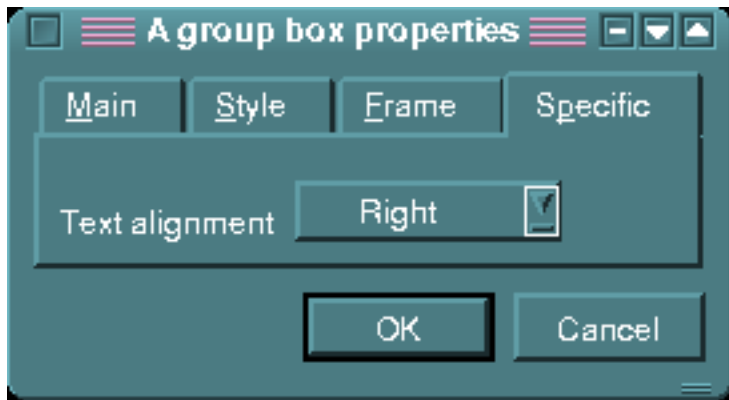 A group box properties
Main Style Frame Specific
Text alignment Right
OK Cancel